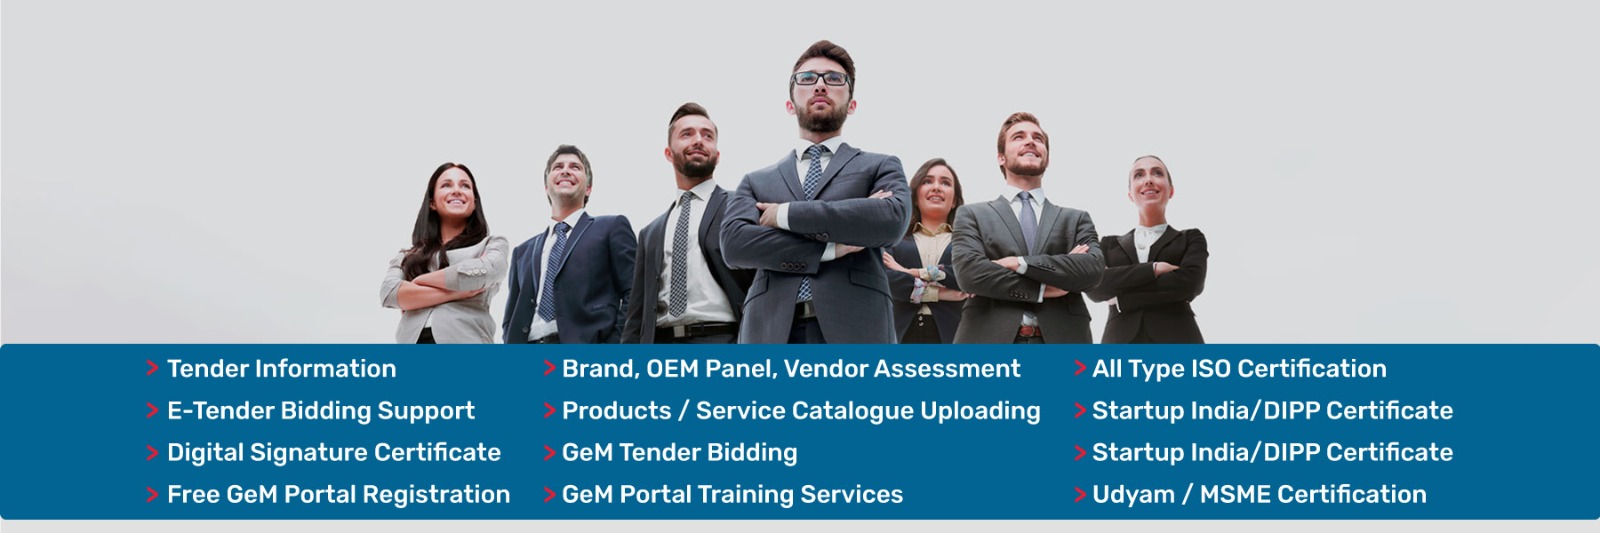 > Tender Information
> E-Tender Bidding Support
> Digital Signature Certificate
> Free GeM Portal Registration
> Brand, OEM Panel, Vendor Assessment
> Products / Service Catalogue Uploading
> GeM Tender Bidding
> GeM Portal Training Services
> All Type ISO Certification
> Startup India/DIPP Certificate
> Startup India/DIPP Certificate
> Udyam / MSME Certification